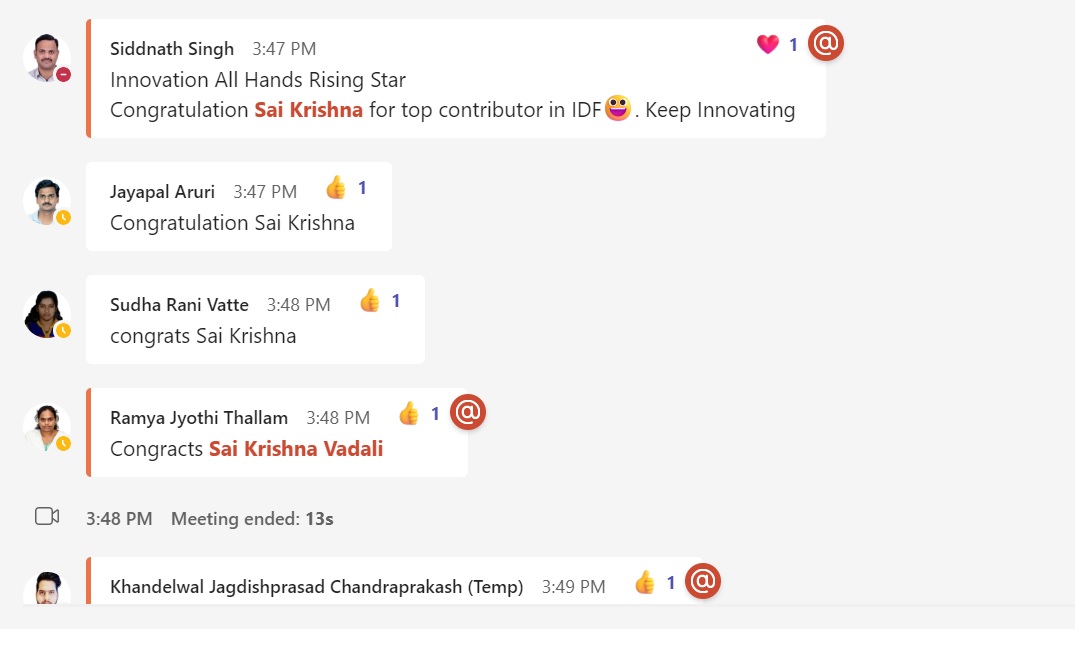 Siddnath Singh 3:47 PM 1 @
Innovation All Hands Rising Star
Congratulation Sai Krishna for top contributor in IDF😀. Keep Innovating
Jayapal Aruri 3:47 PM 👍 1
Congratulation Sai Krishna
Sudha Rani Vatte 3:48 PM 👍 1
congrats Sai Krishna
Ramya Jyothi Thallam 3:48 PM 👍 1 @
Congracts Sai Krishna Vadali
3:48 PM Meeting ended: 13s
Khandelwal Jagdishprasad Chandraprakash (Temp) 3:49 PM 👍 1 @